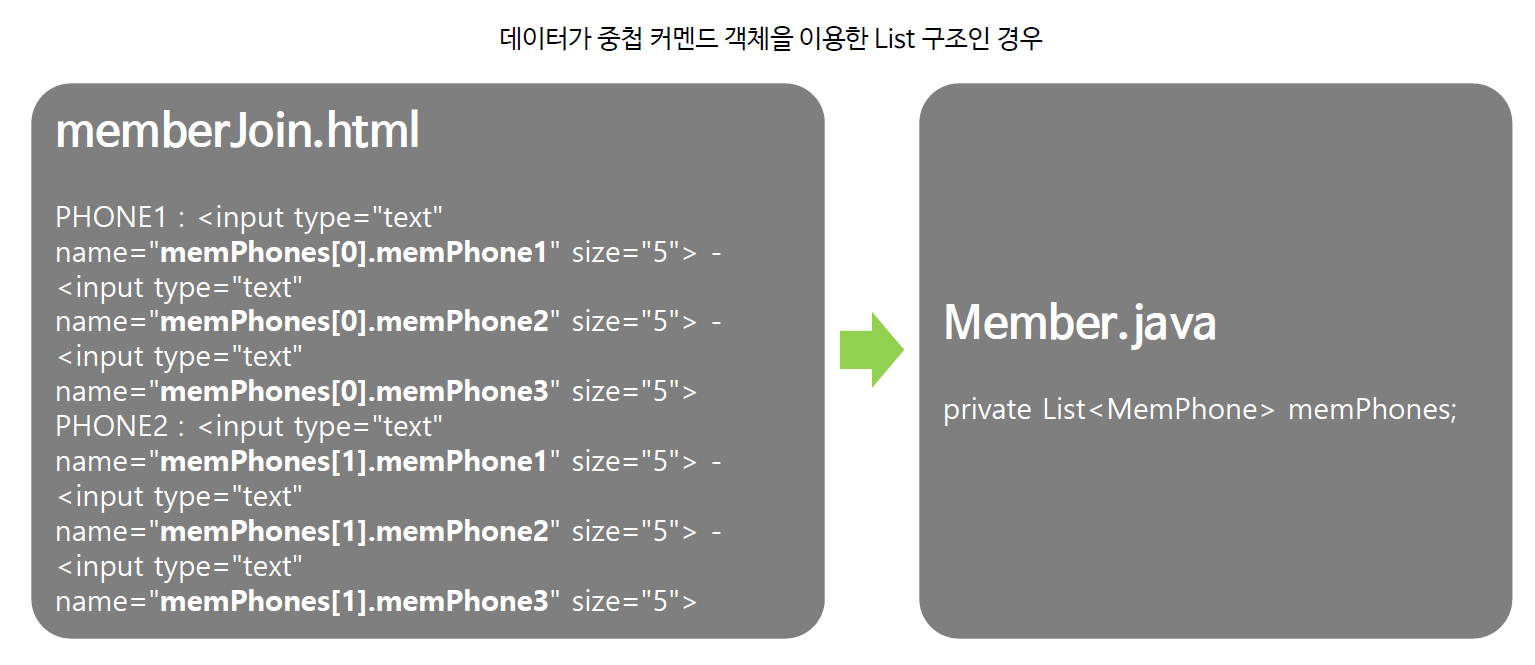 데이터가 중첩 커멘드 객체을 이용한 List 구조인 경우
memberJoin.html
PHONE1 : <input type="text"
name="memPhones[0].memPhone1" size="5"> -
<input type="text"
name="memPhones[0].memPhone2" size="5"> -
<input type="text"
name="memPhones[0].memPhone3" size="5">
PHONE2 : <input type="text"
name="memPhones[1].memPhone1" size="5"> -
<input type="text"
name="memPhones[1].memPhone2" size="5"> -
<input type="text"
name="memPhones[1].memPhone3" size="5">
Member.java
private List<MemPhone> memPhones;